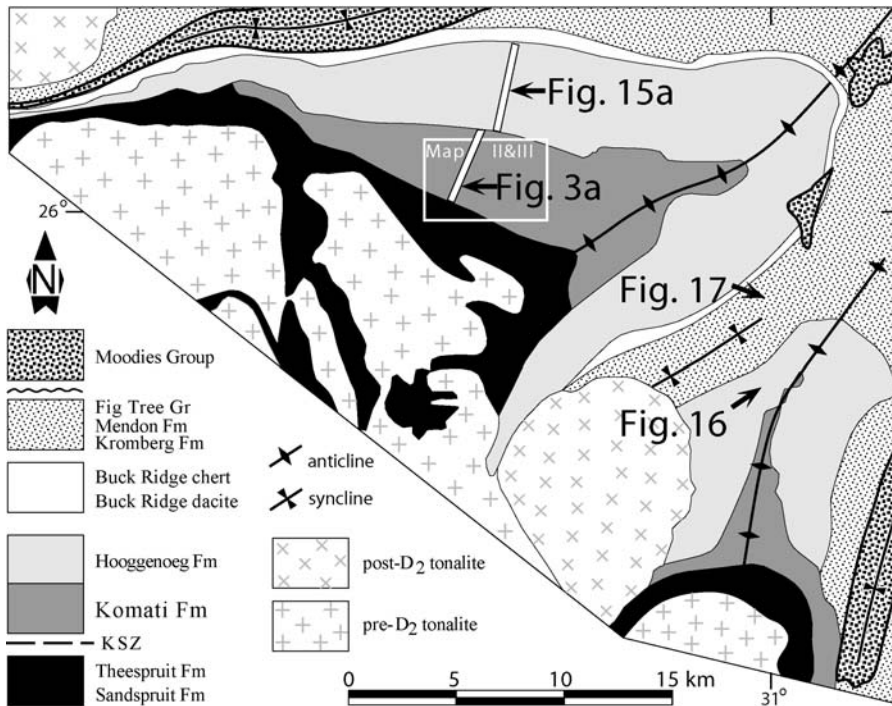 Fig. 15a
Map II&III
Fig. 3a
26°
N
Fig. 17
Moodies Group
Fig Tree Gr
Mendon Fm
Kromberg Fm
Fig. 16
Buck Ridge chert
Buck Ridge dacite
anticline
syncline
Hooggenoeg Fm
post-D2 tonalite
Komati Fm
pre-D2 tonalite
KSZ
Theespruit Fm
Sandspruit Fm
0 5 10 15 km
31°